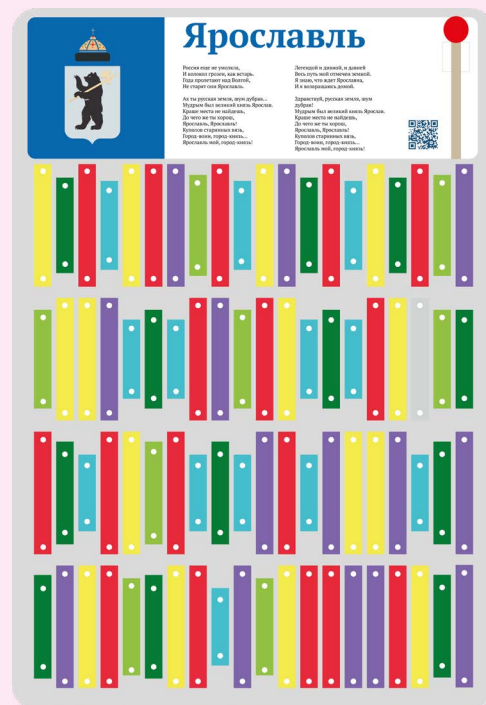 Ярославль
Россия еще не умолкла,
И колокол грозен, как встарь.
Года пролетают над Волгой,
Не старят они Ярославль.
Ах ты русская земля, шум дубрав...
Мудрым был великий князь Ярослав.
Краше места не найдешь,
До чего же ты хорош,
Ярославль, Ярославль!
Куполов старинных вязь,
Город-воин, город-князь...
Ярославль мой, город-князь!
Легендой и дивной, и давней
Весь путь мой отмечен земной.
Я знаю, что ждет Ярославна,
И я возвращаюсь домой.
Здравствуй, русская земля, шум
дубрав!
Мудрым был великий князь Ярослав.
Краше места не найдешь,
До чего же ты хорош,
Ярославль, Ярославль!
Куполов старинных вязь,
Город-воин, город-князь...
Ярославль мой, город-князь!